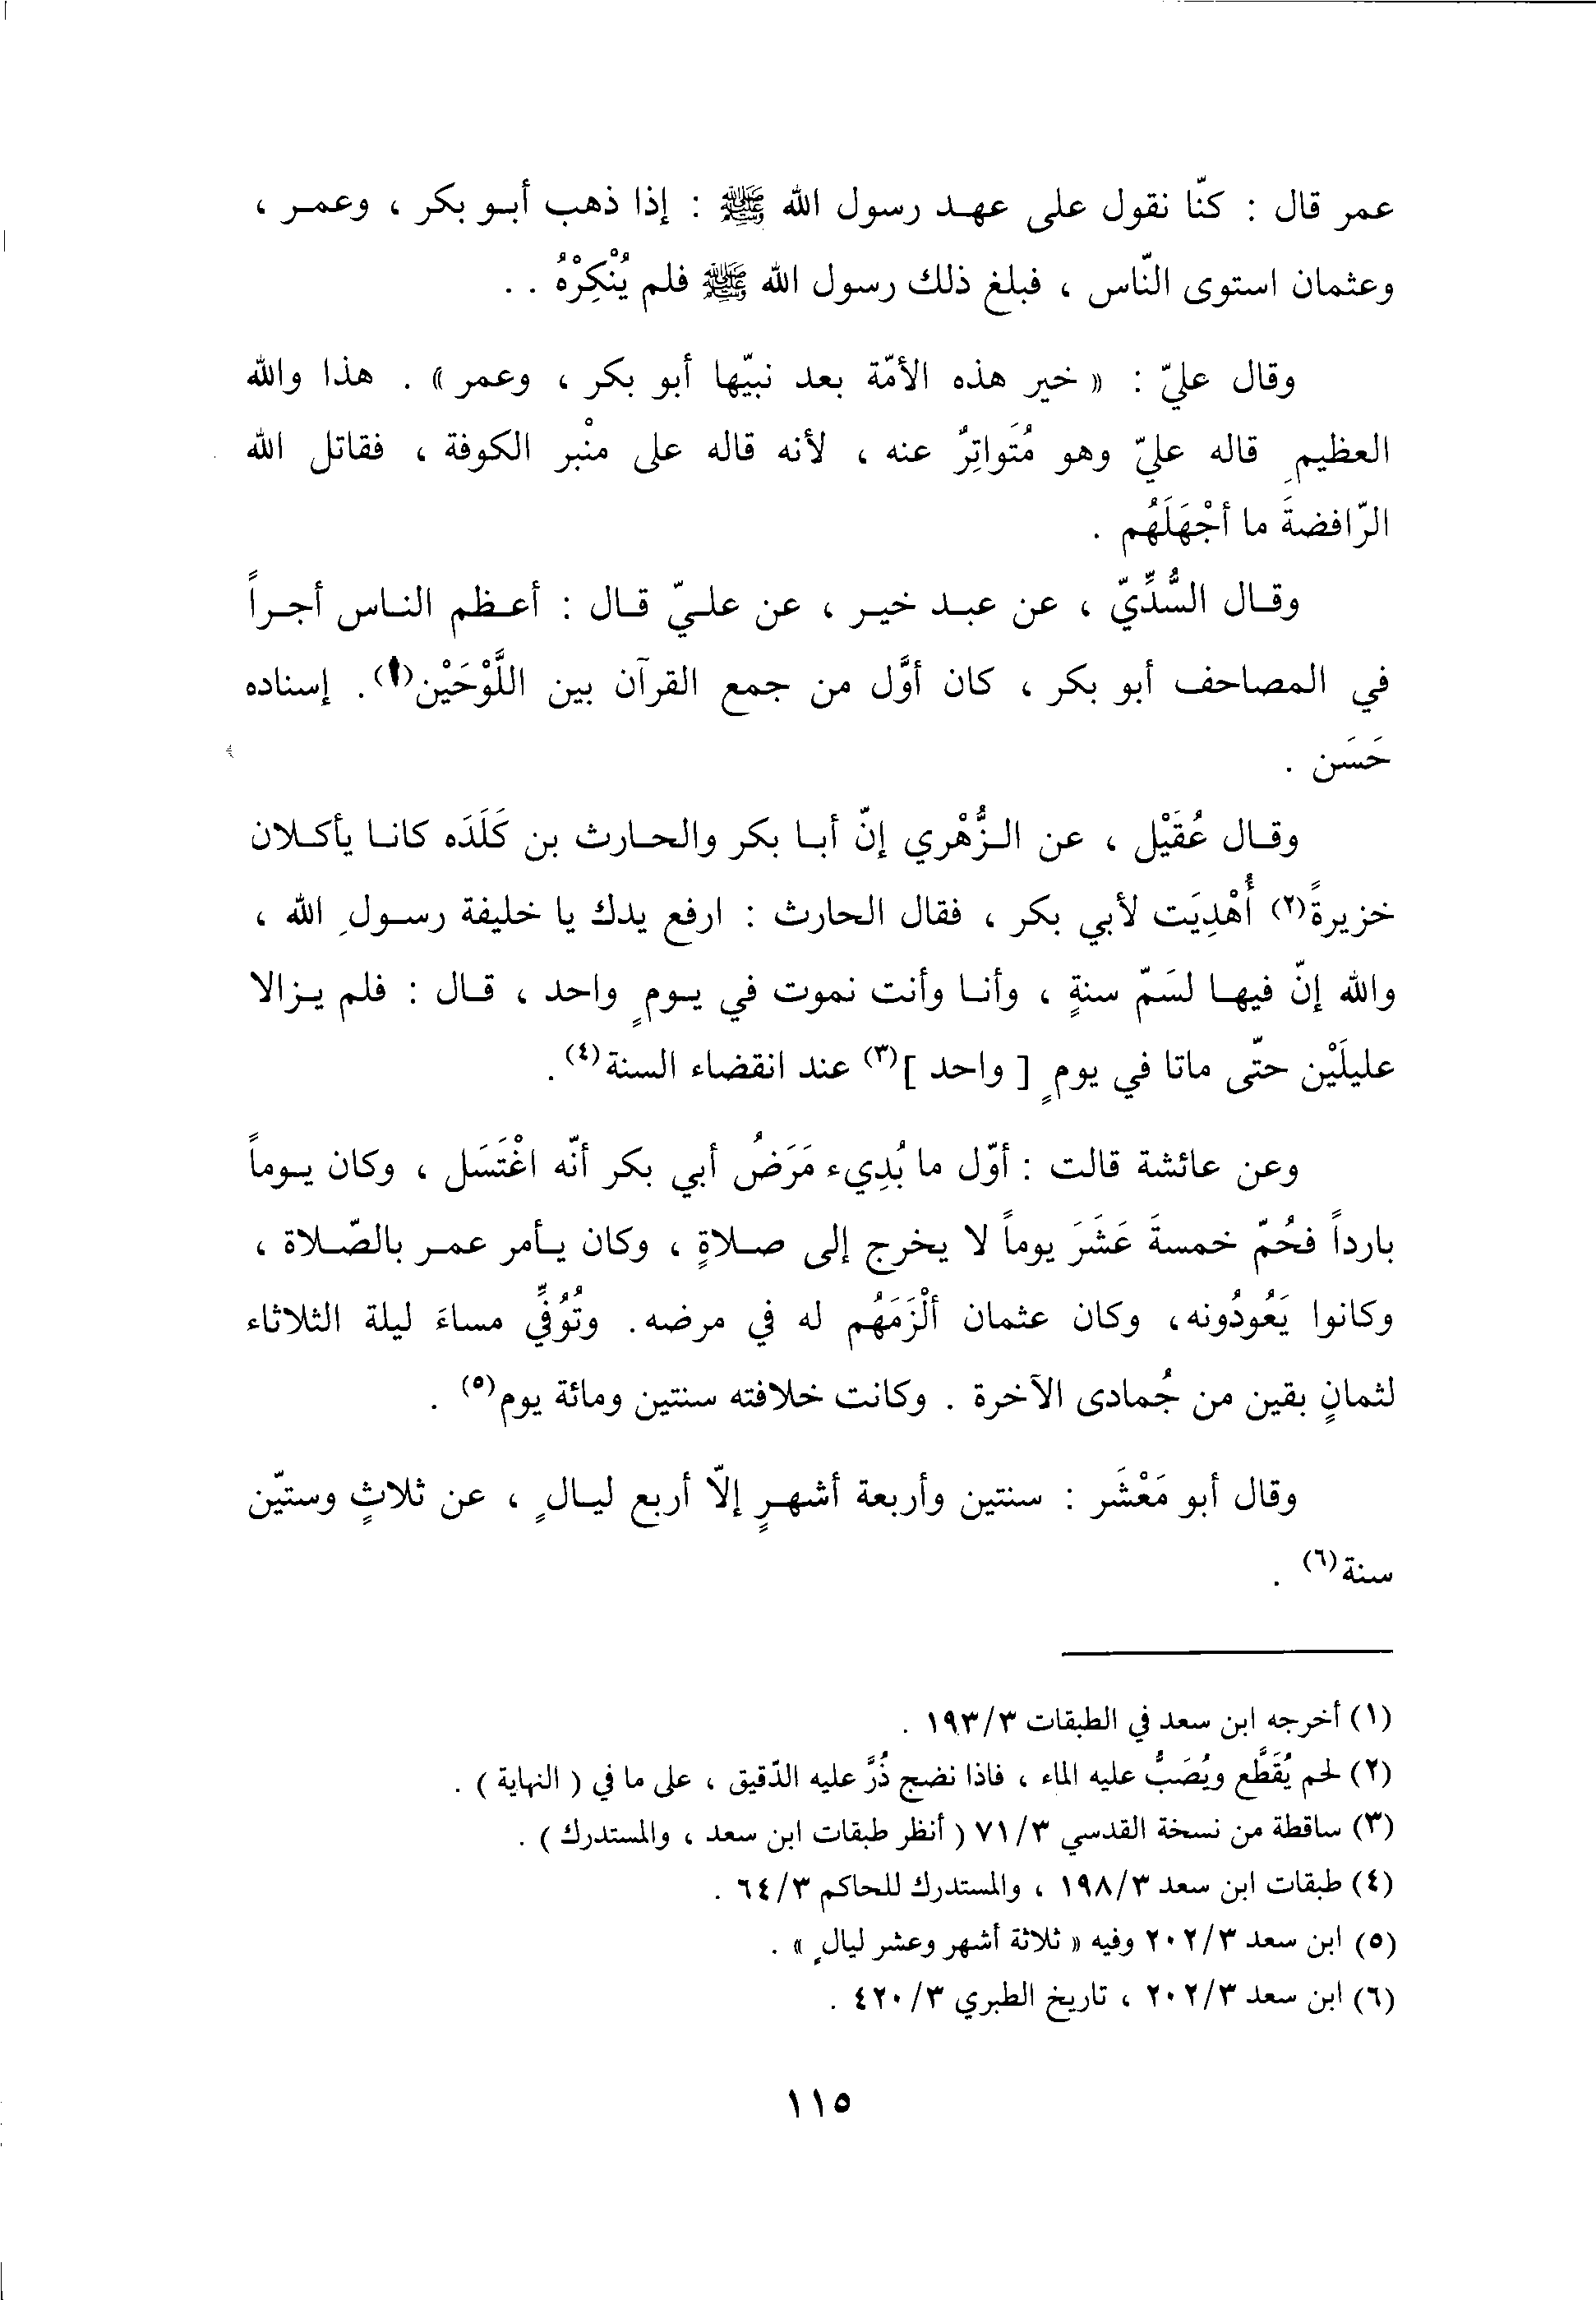 عمر قال : كنّا نقول على عهد رسول الله ﷺ : إذا ذهب أبو بكر ، وعمر ،
وعثمان استوى النّاس ، فبلغ ذلك رسول الله ﷺ فلم يُنْكِرْهُ . .
وقال عليّ : « خير هذه الأمّة بعد نبيّها أبو بكر ، وعمر » . هذا والله
العظيمِ قاله عليّ وهو مُتَواتِرٌ عنه ، لأنه قاله على منْبر الكوفة ، فقاتل الله
الرّافضةَ ما أجْهَلَهُم .
وقال السُّدِّيّ ، عن عبد خير ، عن عليّ قال : أعظم الناس أجراً
في المصاحف أبو بكر ، كان أوَّل من جمع القرآن بين اللَّوْحَيْن(١) . إسناده
حَسَن .
وقال عُقَيْل ، عن الزُّهْري إنّ أبا بكر والحارث بن كَلَدَه كانا يأكلان
خزيرةً(٢) أُهْدِيَت لأبي بكر ، فقال الحارث : ارفع يدك يا خليفة رسولِ الله ،
والله إنّ فيها لسَمّ سنةٍ ، وأنا وأنت نموت في يومٍ واحد ، قال : فلم يزالا
عليلَيْن حتّى ماتا في يومٍ [ واحد ](٣) عند انقضاء السنة(٤) .
وعن عائشة قالت : أوّل ما بُدِيء مَرَضُ أبي بكر أنّه اغْتَسَل ، وكان يوماً
بارداً فحُمّ خمسةَ عَشَرَ يوماً لا يخرج إلى صلاةٍ ، وكان يأمر عمر بالصّلاة ،
وكانوا يَعُودُونه، وكان عثمان ألْزَمَهُم له في مرضه. وتُوُفِّي مساءَ ليلة الثلاثاء
لثمانٍ بقين من جُمادى الآخرة . وكانت خلافته سنتين ومائة يوم(٥) .
وقال أبو مَعْشَر : سنتين وأربعة أشهرٍ إلاّ أربع ليالٍ ، عن ثلاثٍ وستّين
سنة(٦) .
(١) أخرجه ابن سعد في الطبقات ١٩٣/٣ .
(٢) لحم يُقَطَّع ويُصَبُّ عليه الماء ، فاذا نضج ذُرَّ عليه الدّقيق ، على ما في ( النهاية ) .
(٣) ساقطة من نسخة القدسي ٧١/٣ ( أنظر طبقات ابن سعد ، والمستدرك ) .
(٤) طبقات ابن سعد ١٩٨/٣ ، والمستدرك للحاكم ٦٤/٣ .
(٥) ابن سعد ٢٠٢/٣ وفيه « ثلاثة أشهر وعشر ليالٍ » .
(٦) ابن سعد ٢٠٢/٣ ، تاريخ الطبري ٤٢٠/٣ .
١١٥